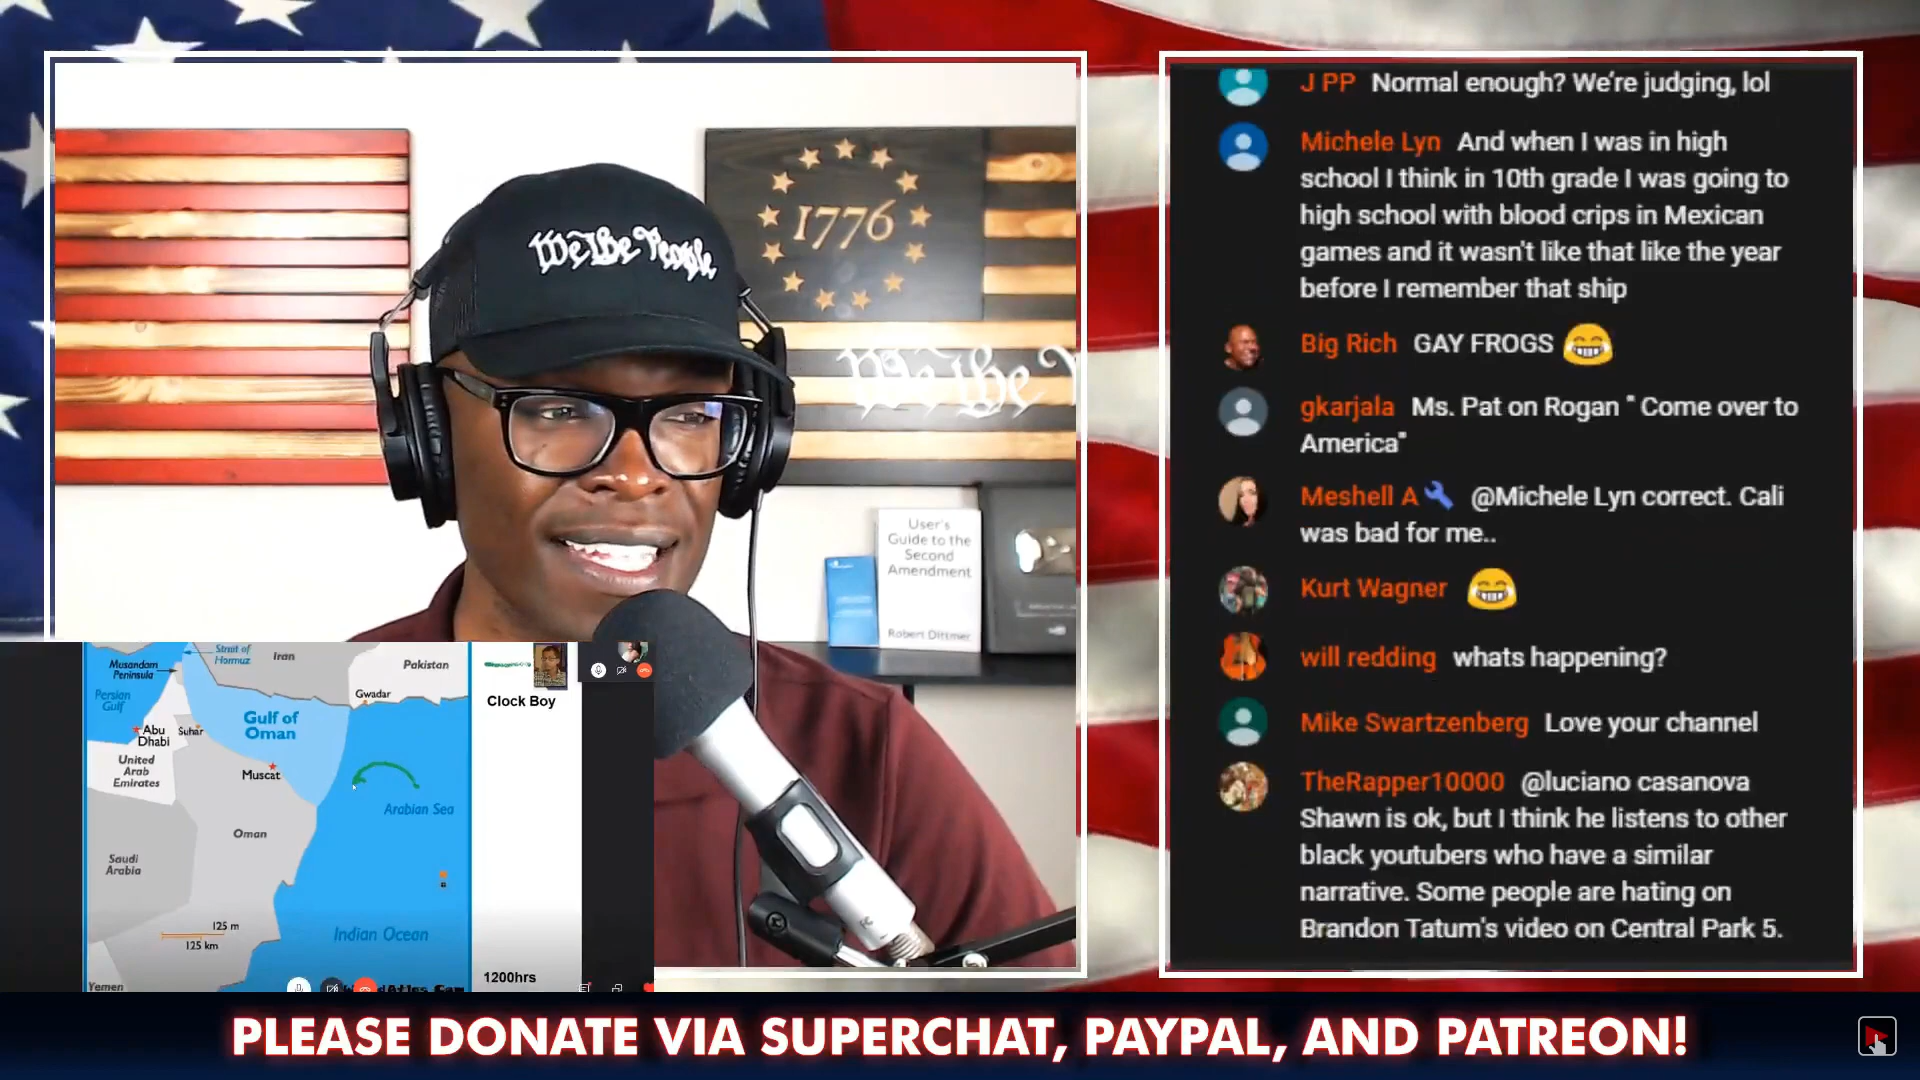 We The People
1776
We The P
User's
Guide to the
Second
Amendment
Robert Dittmer
Strait of
Hormuz
Iran
Pakistan
Musandam
Peninsula
Persian
Gulf
Gwadar
Gulf of
Oman
Abu
Dhabi
Suhar
United
Arab
Emirates
Muscat
Arabian Sea
Oman
Saudi
Arabia
125 m
125 km
Indian Ocean
Yemen
Clock Boy
1200hrs
J PP Normal enough? We're judging, lol
Michele Lyn And when I was in high
school I think in 10th grade I was going to
high school with blood crips in Mexican
games and it wasn't like that like the year
before I remember that ship
Big Rich GAY FROGS 😂
gkarjala Ms. Pat on Rogan " Come over to
America"
Meshell A @Michele Lyn correct. Cali
was bad for me..
Kurt Wagner 😂
will redding whats happening?
Mike Swartzenberg Love your channel
TheRapper10000 @luciano casanova
Shawn is ok, but I think he listens to other
black youtubers who have a similar
narrative. Some people are hating on
Brandon Tatum's video on Central Park 5.
PLEASE DONATE VIA SUPERCHAT, PAYPAL, AND PATREON!